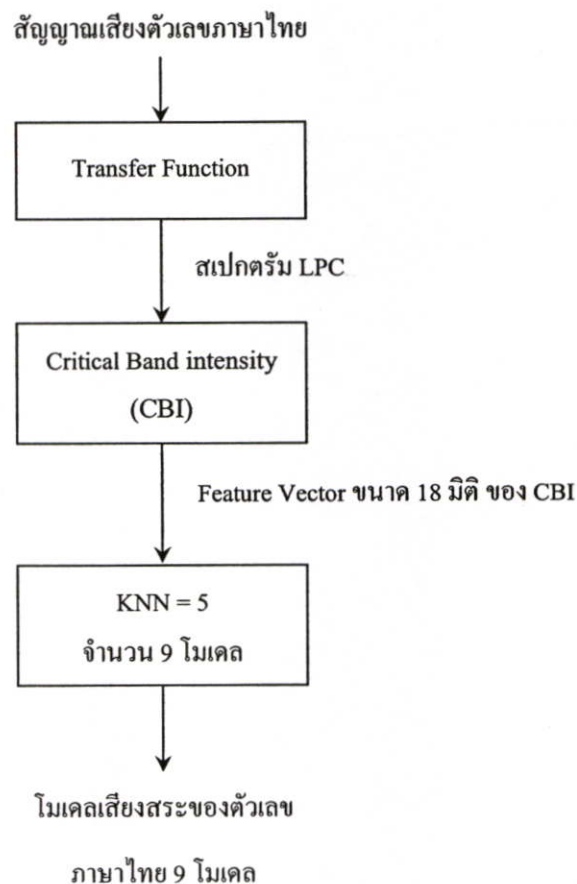 สัญญาณเสียงตัวเลขภาษาไทย
Transfer Function
สเปกตรัม LPC
Critical Band intensity
(CBI)
Feature Vector ขนาด 18 มิติ ของ CBI
KNN = 5
จำนวน 9 โมเดล
โมเดลเสียงสระของตัวเลข
ภาษาไทย 9 โมเดล